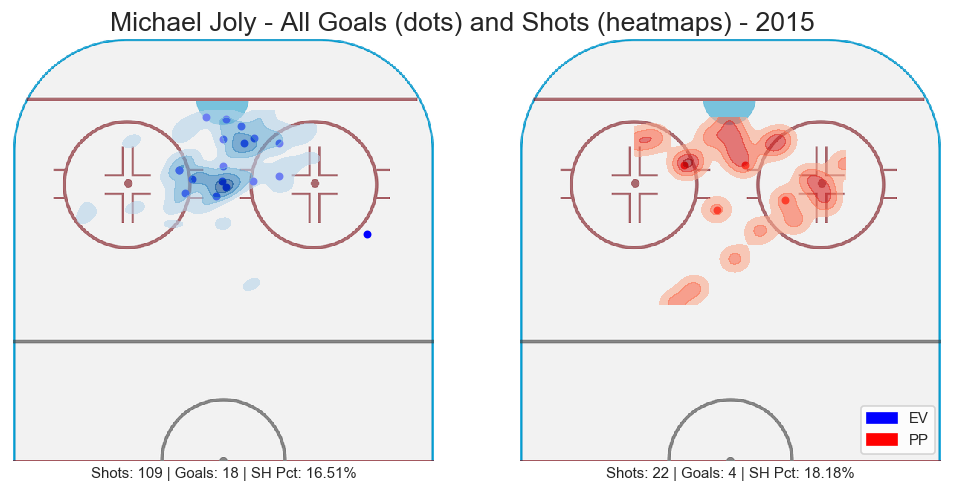 Michael Joly - All Goals (dots) and Shots (heatmaps) - 2015
EV
PP
Shots: 109 | Goals: 18 | SH Pct: 16.51%
Shots: 22 | Goals: 4 | SH Pct: 18.18%